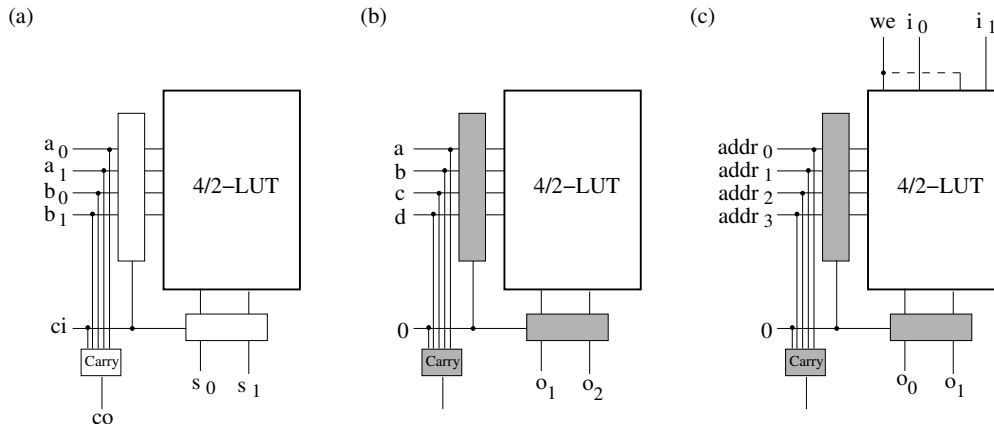 (a)
(b)
(c)
we i0 i1
a0
a1
b0
b1
4/2-LUT
ci
Carry
s0 s1
co
a
b
c
d
4/2-LUT
0
Carry
o1 o2
addr0
addr1
addr2
addr3
4/2-LUT
0
Carry
o0 o1